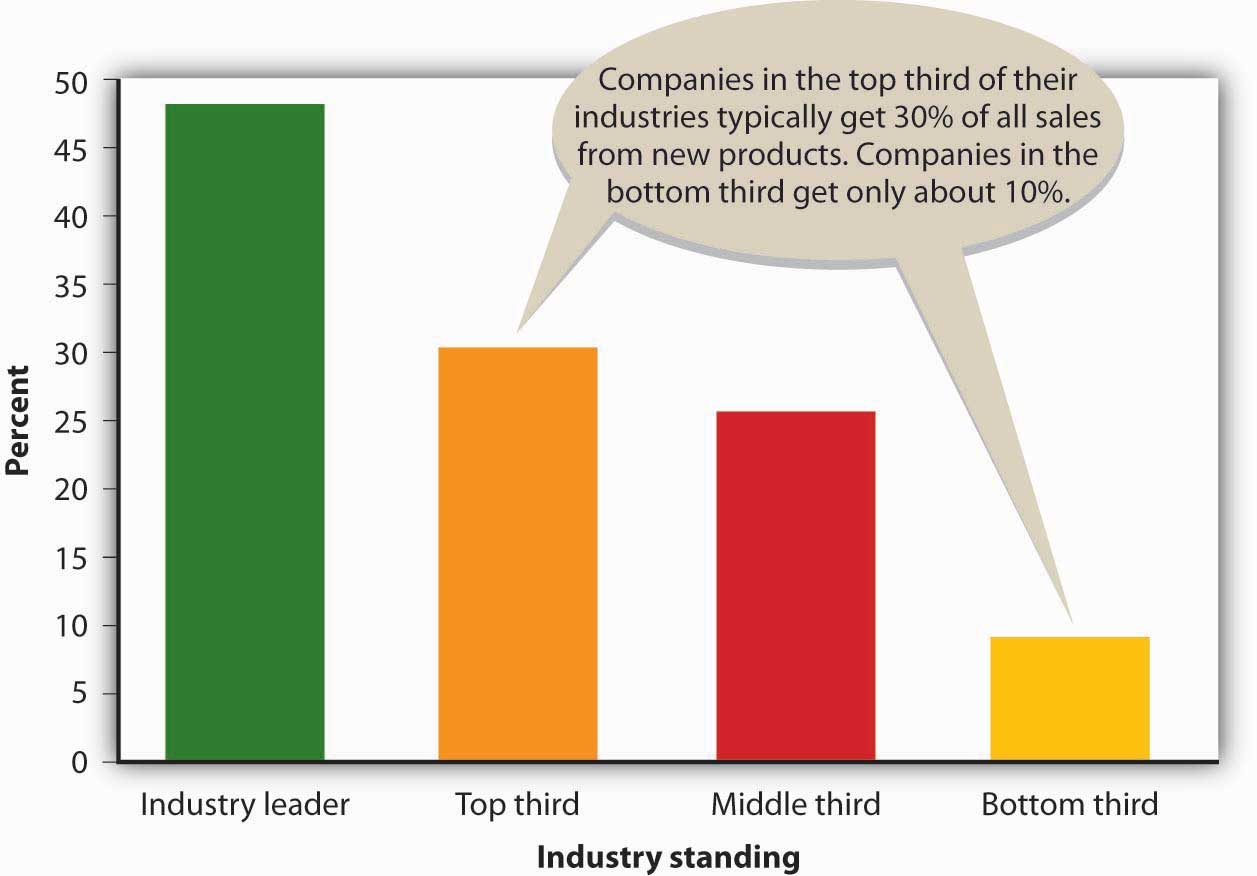 Companies in the top third of their
industries typically get 30% of all sales
from new products. Companies in the
bottom third get only about 10%.
50
45
40
35
30
25
20
15
10
5
0
Percent
Industry leader
Top third
Middle third
Bottom third
Industry standing